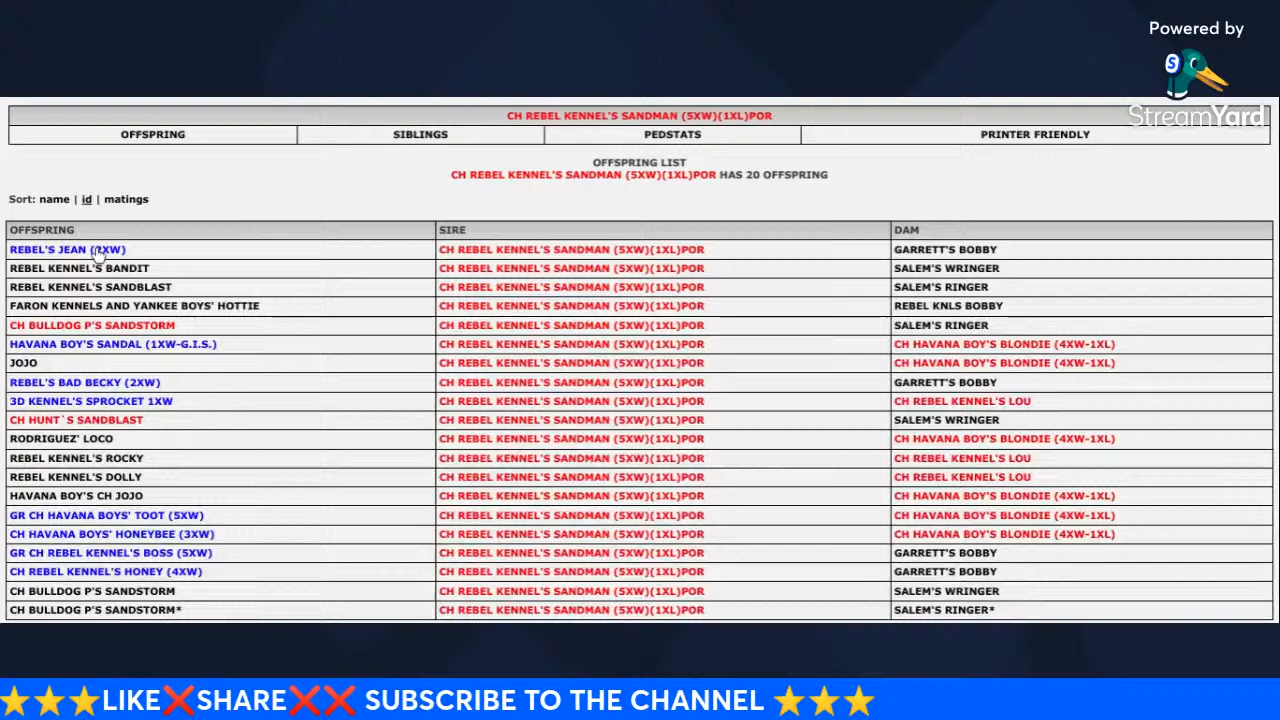 Powered by
StreamYard
CH REBEL KENNEL'S SANDMAN (5XW)(1XL)POR
OFFSPRING SIBLINGS PEDSTATS PRINTER FRIENDLY
OFFSPRING LIST
CH REBEL KENNEL'S SANDMAN (5XW)(1XL)POR HAS 20 OFFSPRING
Sort: name | id | matings
OFFSPRING SIRE DAM
REBEL'S JEAN XW) CH REBEL KENNEL'S SANDMAN (5XW)(1XL)POR GARRETT'S BOBBY
REBEL KENNEL'S BANDIT CH REBEL KENNEL'S SANDMAN (5XW)(1XL)POR SALEM'S WRINGER
REBEL KENNEL'S SANDBLAST CH REBEL KENNEL'S SANDMAN (5XW)(1XL)POR SALEM'S RINGER
FARON KENNELS AND YANKEE BOYS' HOTTIE CH REBEL KENNEL'S SANDMAN (5XW)(1XL)POR REBEL KNLS BOBBY
CH BULLDOG P'S SANDSTORM CH REBEL KENNEL'S SANDMAN (5XW)(1XL)POR SALEM'S RINGER
HAVANA BOY'S SANDAL (1XW-G.I.S.) CH REBEL KENNEL'S SANDMAN (5XW)(1XL)POR CH HAVANA BOY'S BLONDIE (4XW-1XL)
JOJO CH REBEL KENNEL'S SANDMAN (5XW)(1XL)POR CH HAVANA BOY'S BLONDIE (4XW-1XL)
REBEL'S BAD BECKY (2XW) CH REBEL KENNEL'S SANDMAN (5XW)(1XL)POR GARRETT'S BOBBY
3D KENNEL'S SPROCKET 1XW CH REBEL KENNEL'S SANDMAN (5XW)(1XL)POR CH REBEL KENNEL'S LOU
CH HUNT`S SANDBLAST CH REBEL KENNEL'S SANDMAN (5XW)(1XL)POR SALEM'S WRINGER
RODRIGUEZ' LOCO CH REBEL KENNEL'S SANDMAN (5XW)(1XL)POR CH HAVANA BOY'S BLONDIE (4XW-1XL)
REBEL KENNEL'S ROCKY CH REBEL KENNEL'S SANDMAN (5XW)(1XL)POR CH REBEL KENNEL'S LOU
REBEL KENNEL'S DOLLY CH REBEL KENNEL'S SANDMAN (5XW)(1XL)POR CH REBEL KENNEL'S LOU
HAVANA BOY'S CH JOJO CH REBEL KENNEL'S SANDMAN (5XW)(1XL)POR CH HAVANA BOY'S BLONDIE (4XW-1XL)
GR CH HAVANA BOYS' TOOT (5XW) CH REBEL KENNEL'S SANDMAN (5XW)(1XL)POR CH HAVANA BOY'S BLONDIE (4XW-1XL)
CH HAVANA BOYS' HONEYBEE (3XW) CH REBEL KENNEL'S SANDMAN (5XW)(1XL)POR CH HAVANA BOY'S BLONDIE (4XW-1XL)
GR CH REBEL KENNEL'S BOSS (5XW) CH REBEL KENNEL'S SANDMAN (5XW)(1XL)POR GARRETT'S BOBBY
CH REBEL KENNEL'S HONEY (4XW) CH REBEL KENNEL'S SANDMAN (5XW)(1XL)POR GARRETT'S BOBBY
CH BULLDOG P'S SANDSTORM CH REBEL KENNEL'S SANDMAN (5XW)(1XL)POR SALEM'S WRINGER
CH BULLDOG P'S SANDSTORM* CH REBEL KENNEL'S SANDMAN (5XW)(1XL)POR SALEM'S RINGER*
⭐⭐⭐LIKE❌SHARE❌❌ SUBSCRIBE TO THE CHANNEL ⭐⭐⭐